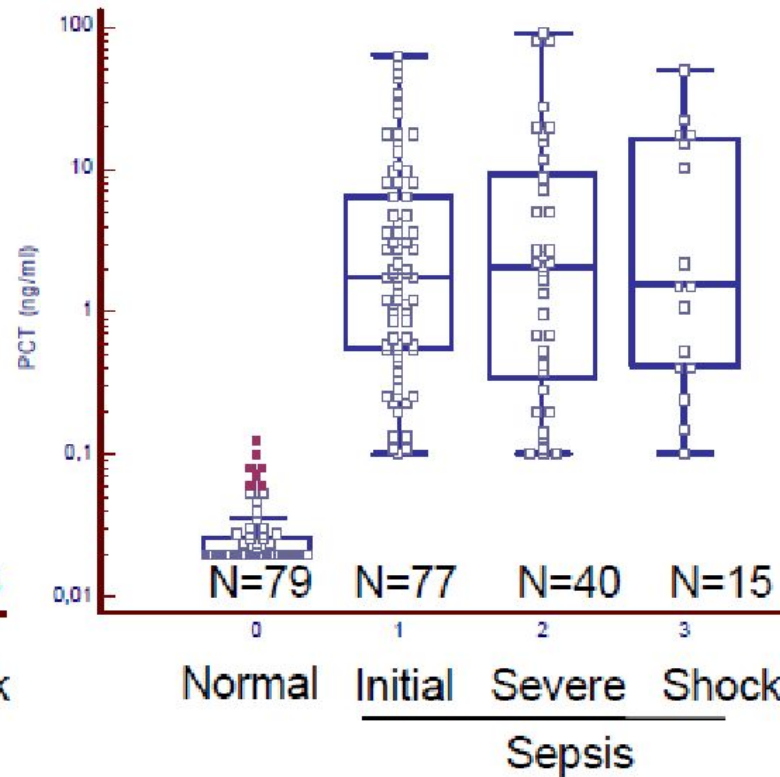 100
10
1
0,1
0,01
PCT (ng/ml)
N=79 N=77 N=40 N=15
0 1 2 3
k Normal Initial Severe Shock
Sepsis